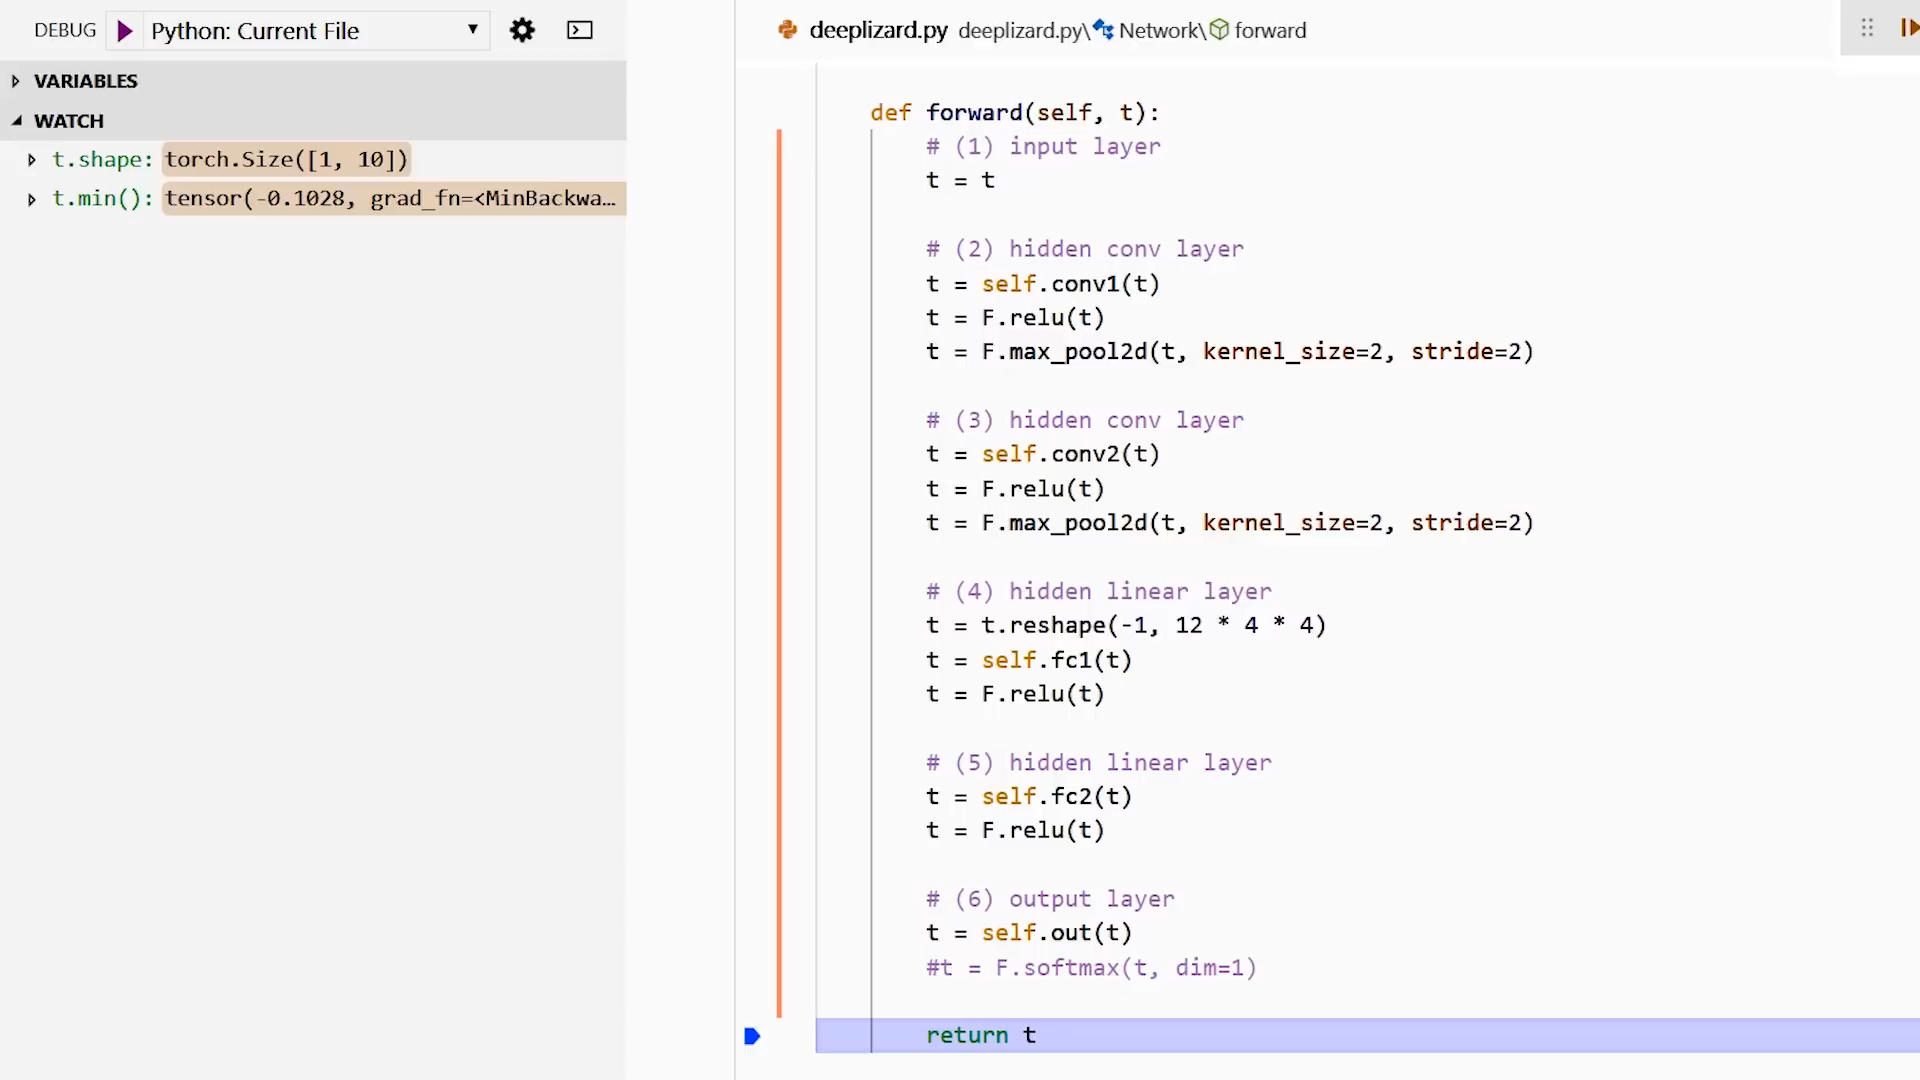 DEBUG Python: Current File
VARIABLES
WATCH
t.shape: torch.Size([1, 10])
t.min(): tensor(-0.1028, grad_fn=<MinBackwa…
deeplizard.py deeplizard.py\Network\forward
def forward(self, t):
# (1) input layer
t = t
# (2) hidden conv layer
t = self.conv1(t)
t = F.relu(t)
t = F.max_pool2d(t, kernel_size=2, stride=2)
# (3) hidden conv layer
t = self.conv2(t)
t = F.relu(t)
t = F.max_pool2d(t, kernel_size=2, stride=2)
# (4) hidden linear layer
t = t.reshape(-1, 12 * 4 * 4)
t = self.fc1(t)
t = F.relu(t)
# (5) hidden linear layer
t = self.fc2(t)
t = F.relu(t)
# (6) output layer
t = self.out(t)
#t = F.softmax(t, dim=1)
return t